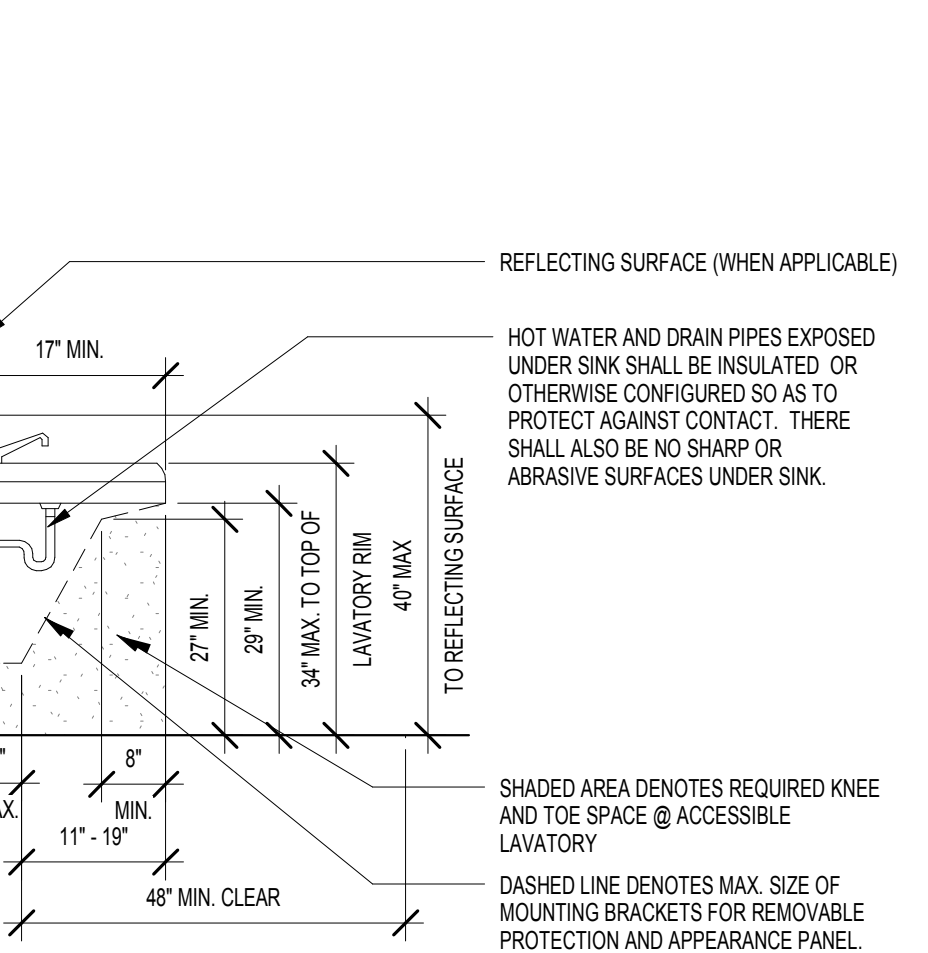 REFLECTING SURFACE (WHEN APPLICABLE)
HOT WATER AND DRAIN PIPES EXPOSED
UNDER SINK SHALL BE INSULATED OR
OTHERWISE CONFIGURED SO AS TO
PROTECT AGAINST CONTACT. THERE
SHALL ALSO BE NO SHARP OR
ABRASIVE SURFACES UNDER SINK.
17" MIN.
27" MIN.
29" MIN.
34" MAX. TO TOP OF
LAVATORY RIM
40" MAX
TO REFLECTING SURFACE
8"
MIN.
11" - 19"
48" MIN. CLEAR
SHADED AREA DENOTES REQUIRED KNEE
AND TOE SPACE @ ACCESSIBLE
LAVATORY
DASHED LINE DENOTES MAX. SIZE OF
MOUNTING BRACKETS FOR REMOVABLE
PROTECTION AND APPEARANCE PANEL.